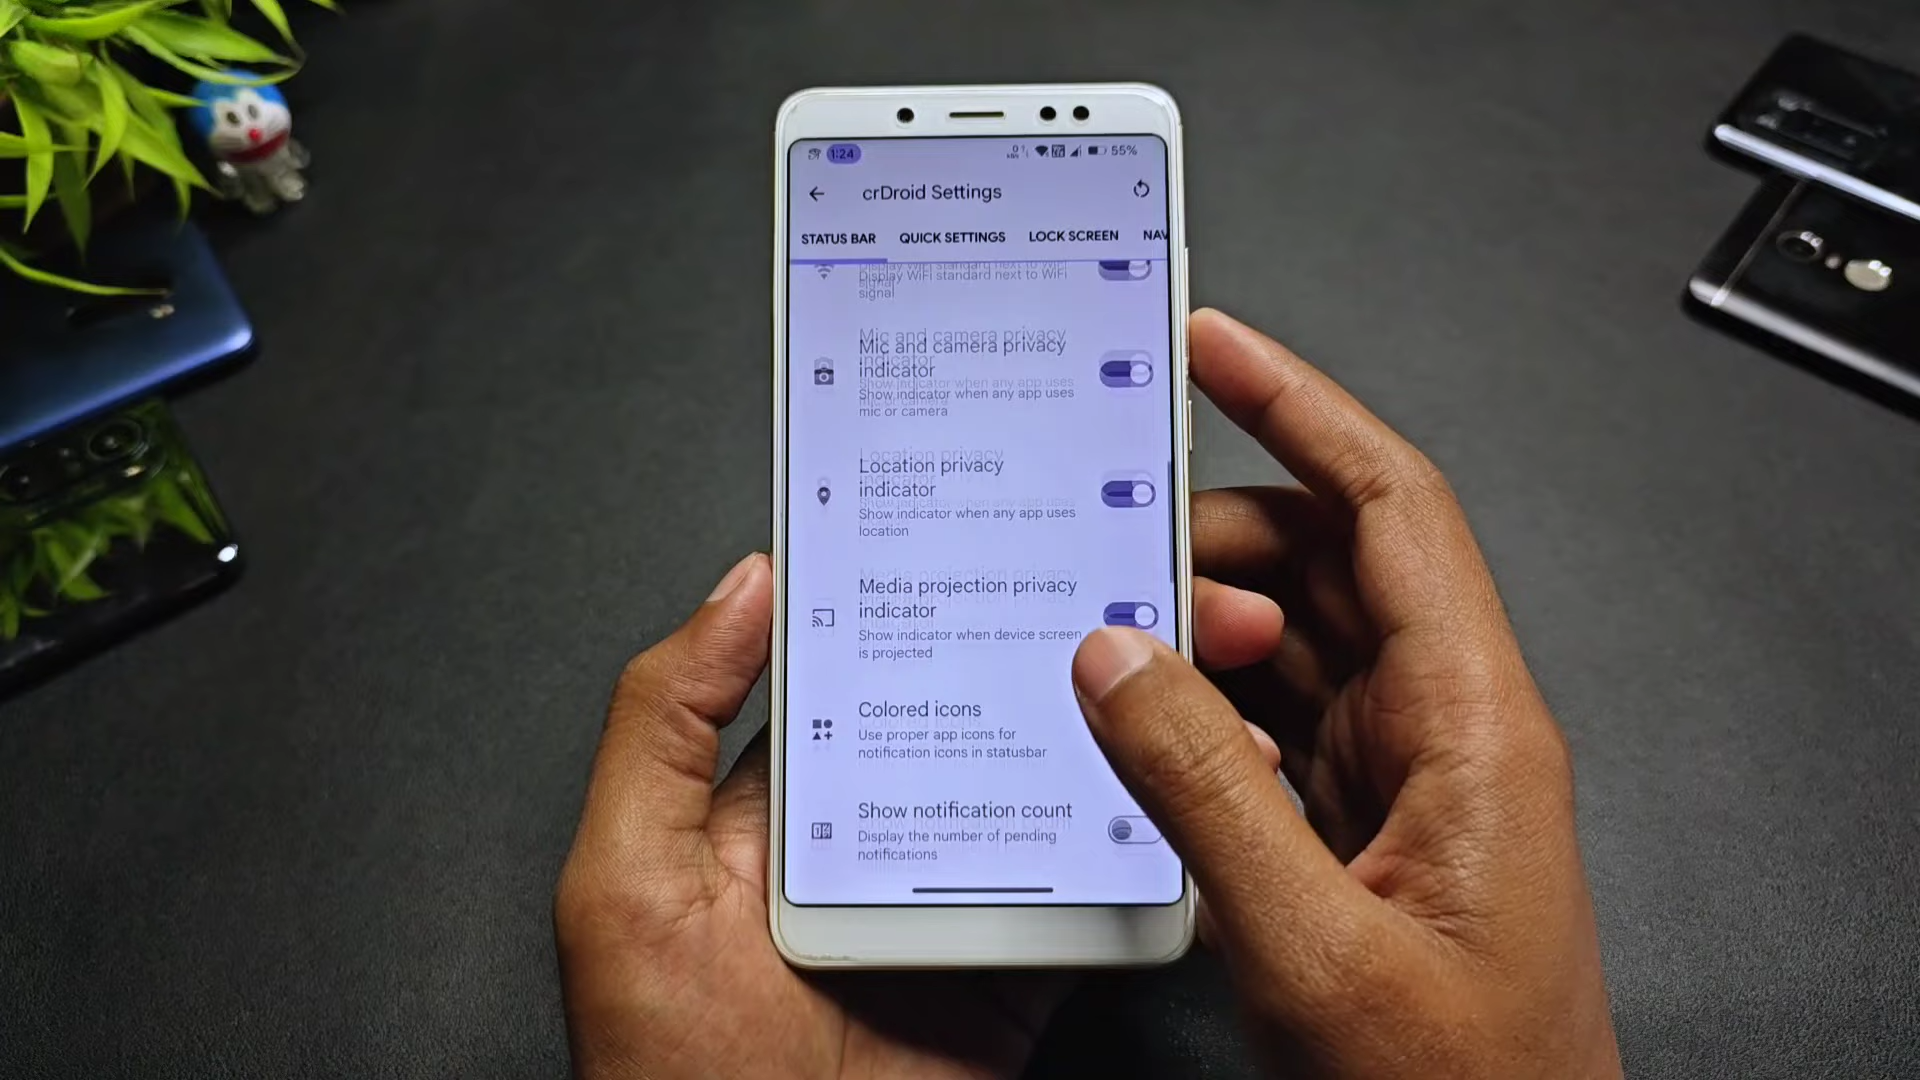 1:24
55%
crDroid Settings
STATUS BAR QUICK SETTINGS LOCK SCREEN NAV
Display WiFi standard next to WiFi
signal
Mic and camera privacy
indicator
Show indicator when any app uses
mic or camera
Location privacy
indicator
Show indicator when any app uses
location
Media projection privacy
indicator
Show indicator when device screen
is projected
Colored icons
Use proper app icons for
notification icons in statusbar
Show notification count
Display the number of pending
notifications